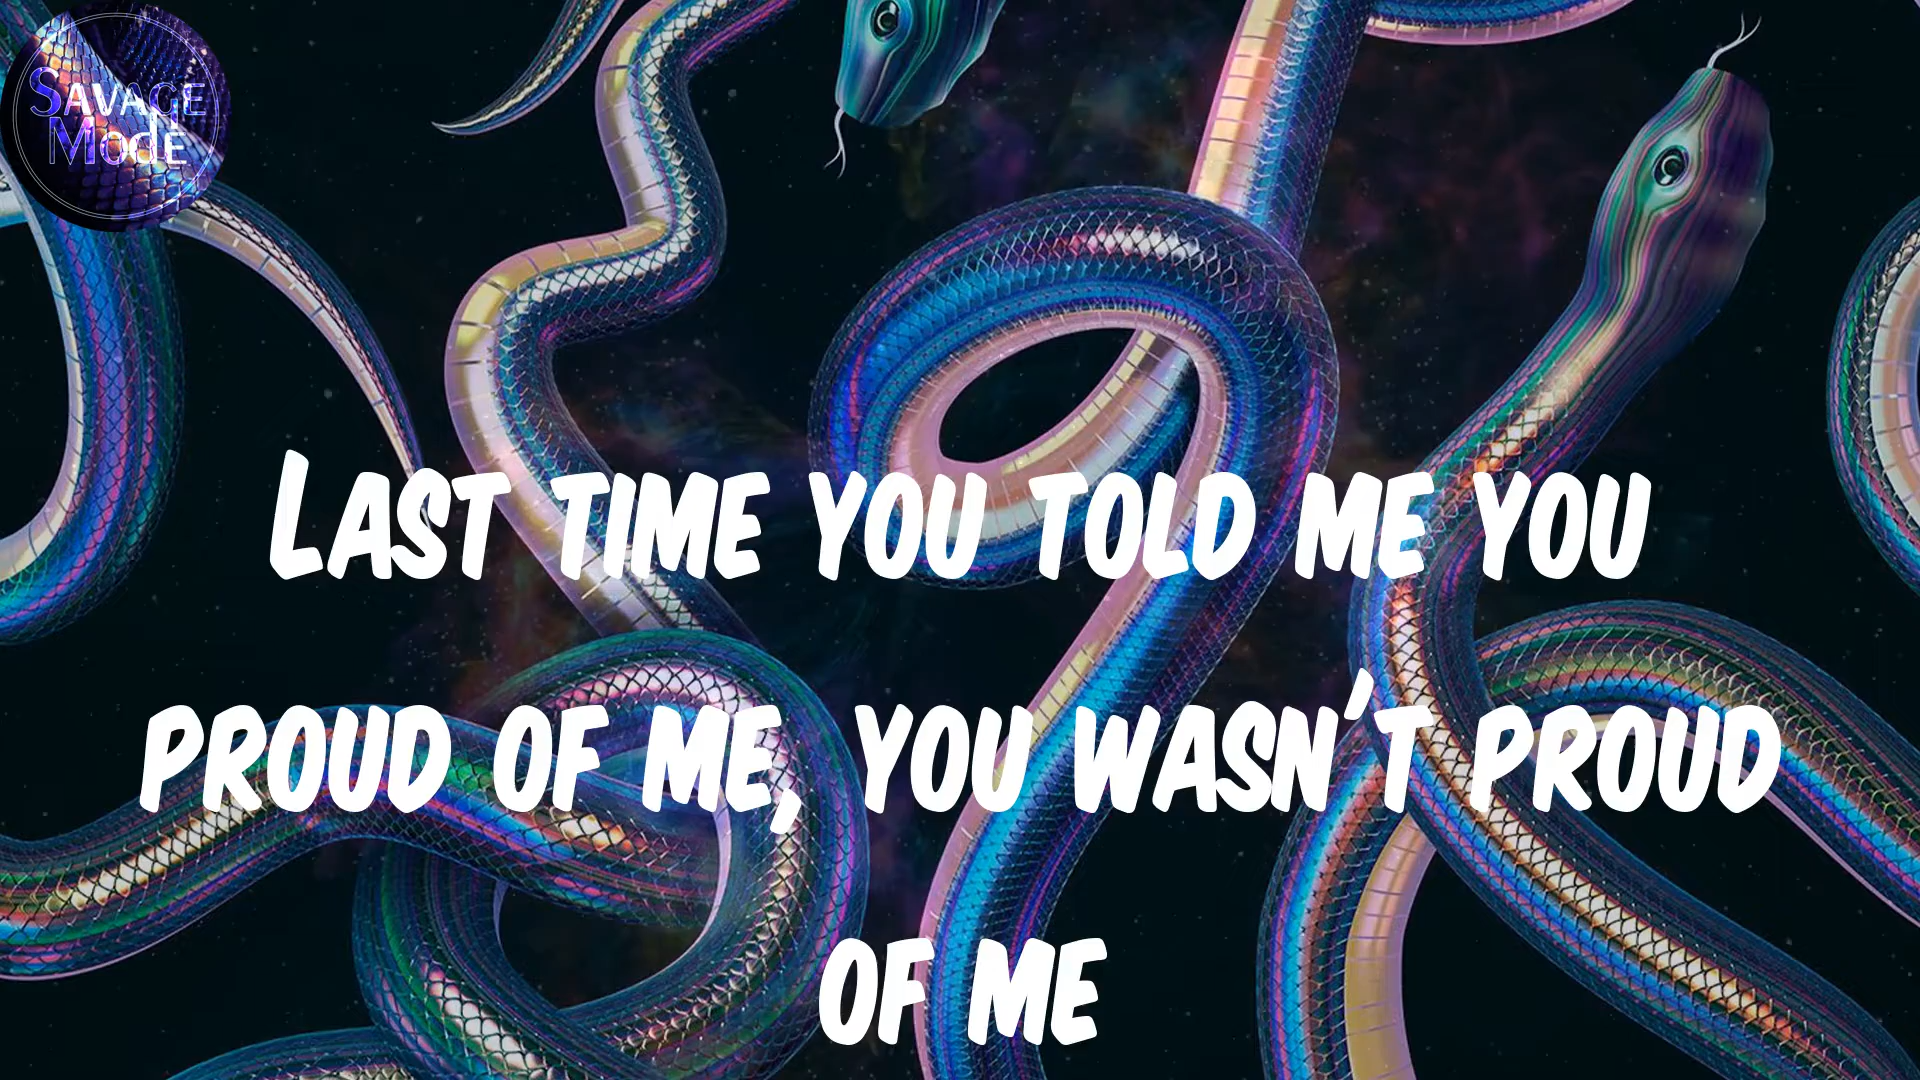 Savage
Mode
Last time you told me you
proud of me, you wasn't proud
of me